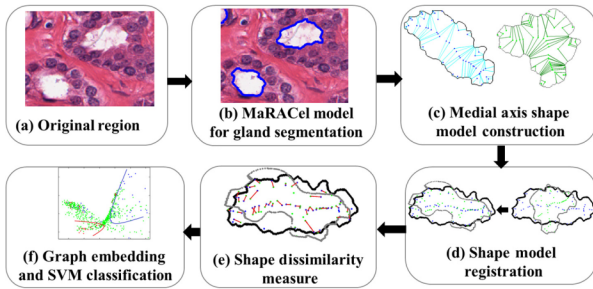 (a) Original region
(b) MaRACel model
for gland segmentation
(c) Medial axis shape
model construction
(d) Shape model
registration
(e) Shape dissimilarity
measure
(f) Graph embedding
and SVM classification